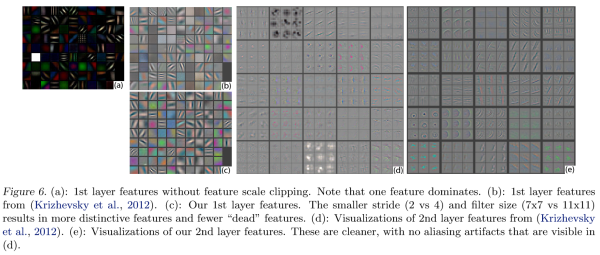 (a)
(b)
(c)
(d)
(e)
Figure 6. (a): 1st layer features without feature scale clipping. Note that one feature dominates. (b): 1st layer features
from (Krizhevsky et al., 2012). (c): Our 1st layer features. The smaller stride (2 vs 4) and filter size (7x7 vs 11x11)
results in more distinctive features and fewer “dead” features. (d): Visualizations of 2nd layer features from (Krizhevsky
et al., 2012). (e): Visualizations of our 2nd layer features. These are cleaner, with no aliasing artifacts that are visible in
(d).